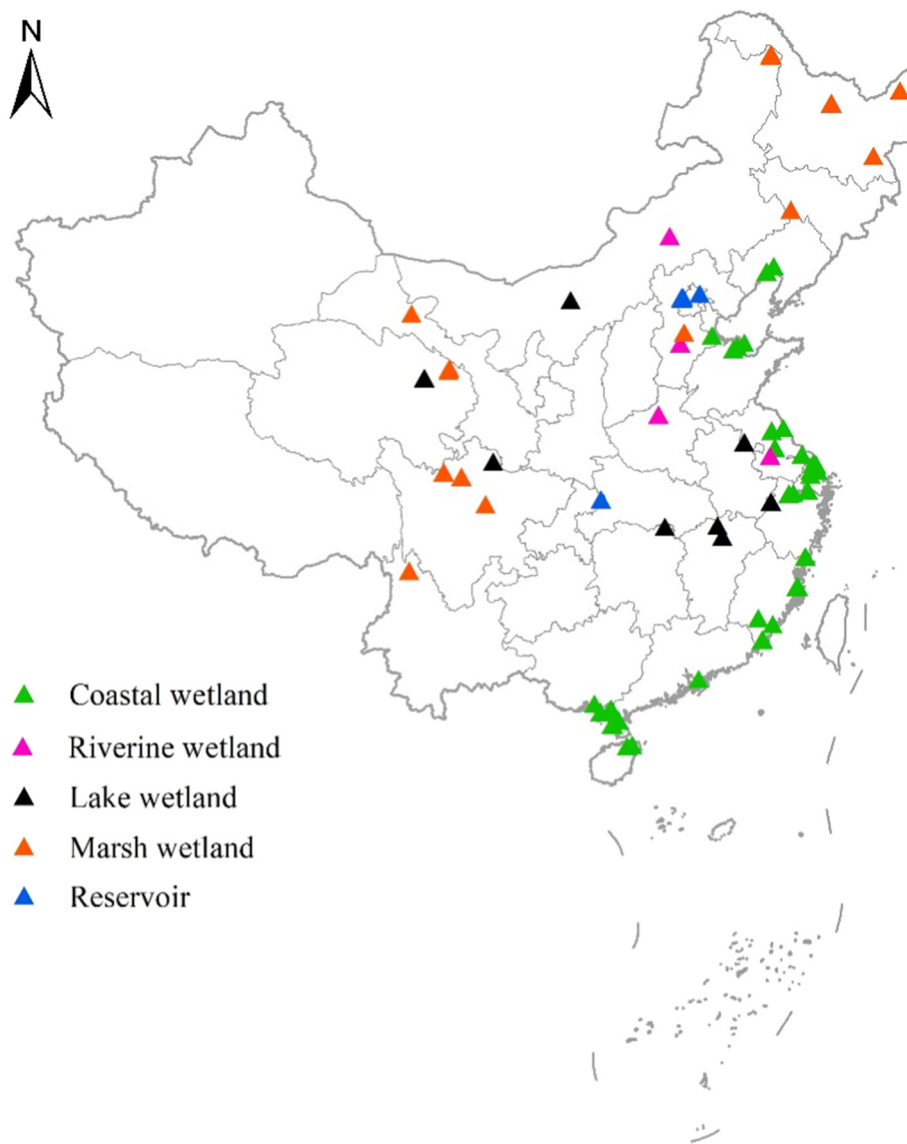 N
Coastal wetland
Riverine wetland
Lake wetland
Marsh wetland
Reservoir